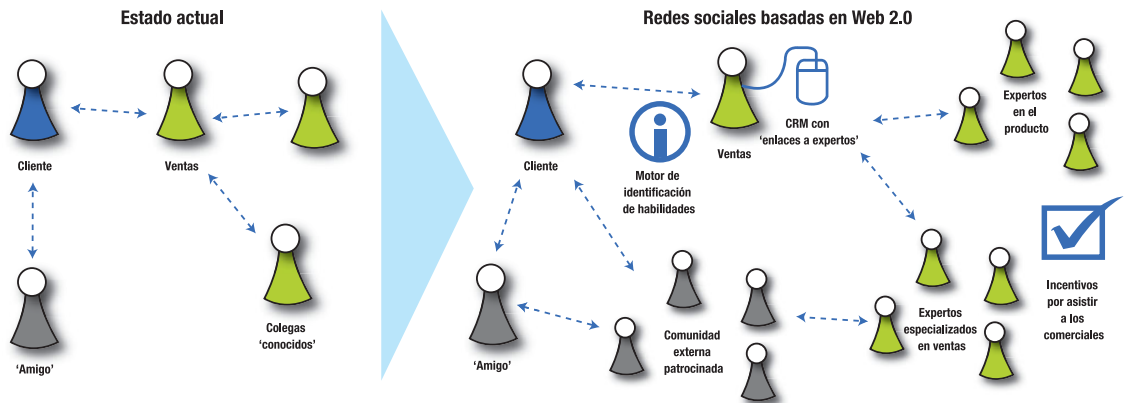 Estado actual
Cliente
Ventas
Colegas
‘conocidos’
‘Amigo’
Redes sociales basadas en Web 2.0
Cliente
Motor de
identificación
de habilidades
Ventas
CRM con
‘enlaces a expertos’
Expertos
en el
producto
‘Amigo’
Comunidad
externa
patrocinada
Expertos
especializados
en ventas
Incentivos
por asistir
a los
comerciales